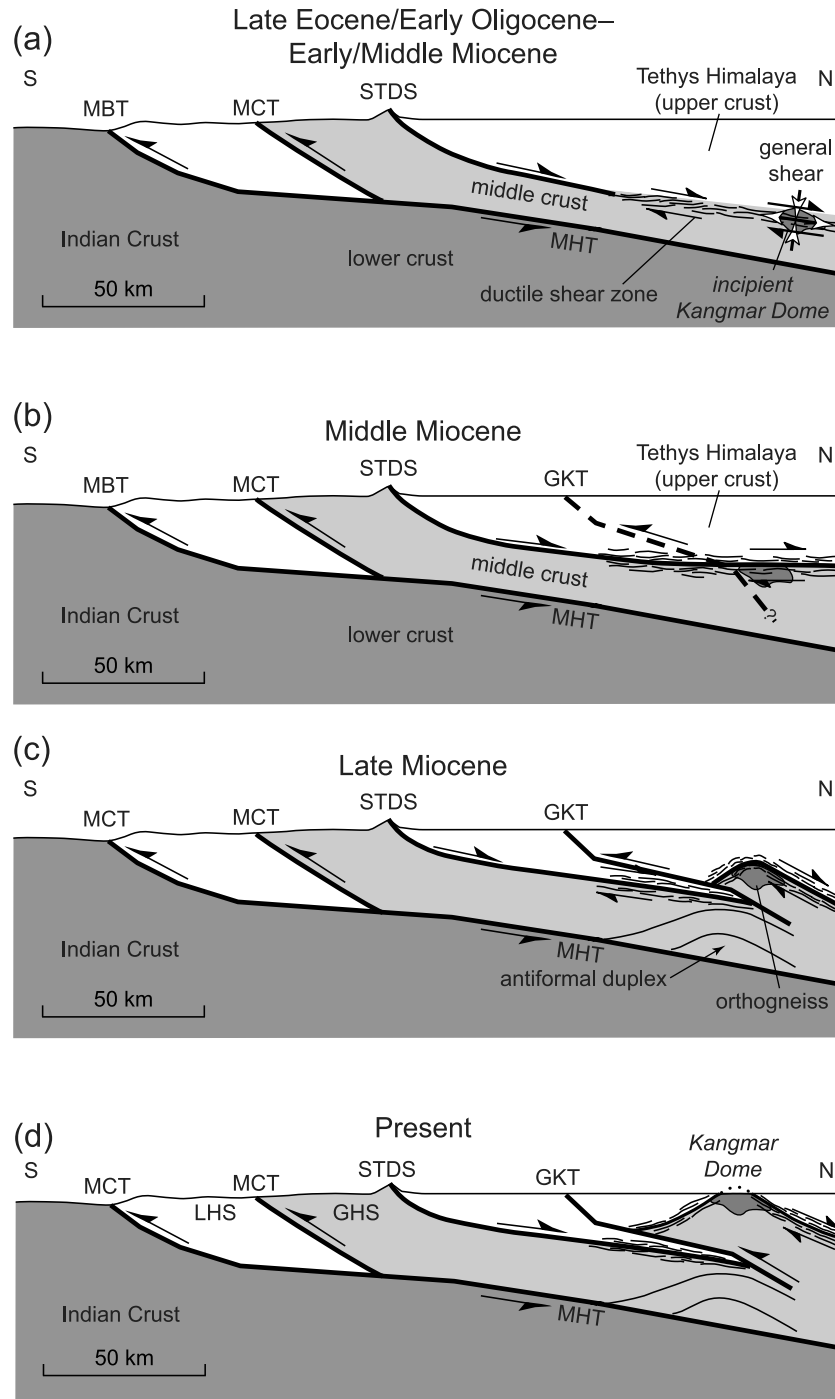 (a)
Late Eocene/Early Oligocene–
Early/Middle Miocene
S
N
MBT
MCT
STDS
Tethys Himalaya
(upper crust)
general
shear
middle crust
Indian Crust
lower crust
MHT
ductile shear zone
incipient
Kangmar Dome
50 km
(b)
Middle Miocene
S
N
MBT
MCT
STDS
GKT
Tethys Himalaya
(upper crust)
middle crust
?
Indian Crust
lower crust
MHT
50 km
(c)
Late Miocene
S
N
MCT
MCT
STDS
GKT
Indian Crust
MHT
antiformal duplex
orthogneiss
50 km
(d)
Present
Kangmar
Dome
S
N
MCT
MCT
STDS
GKT
LHS
GHS
Indian Crust
MHT
50 km